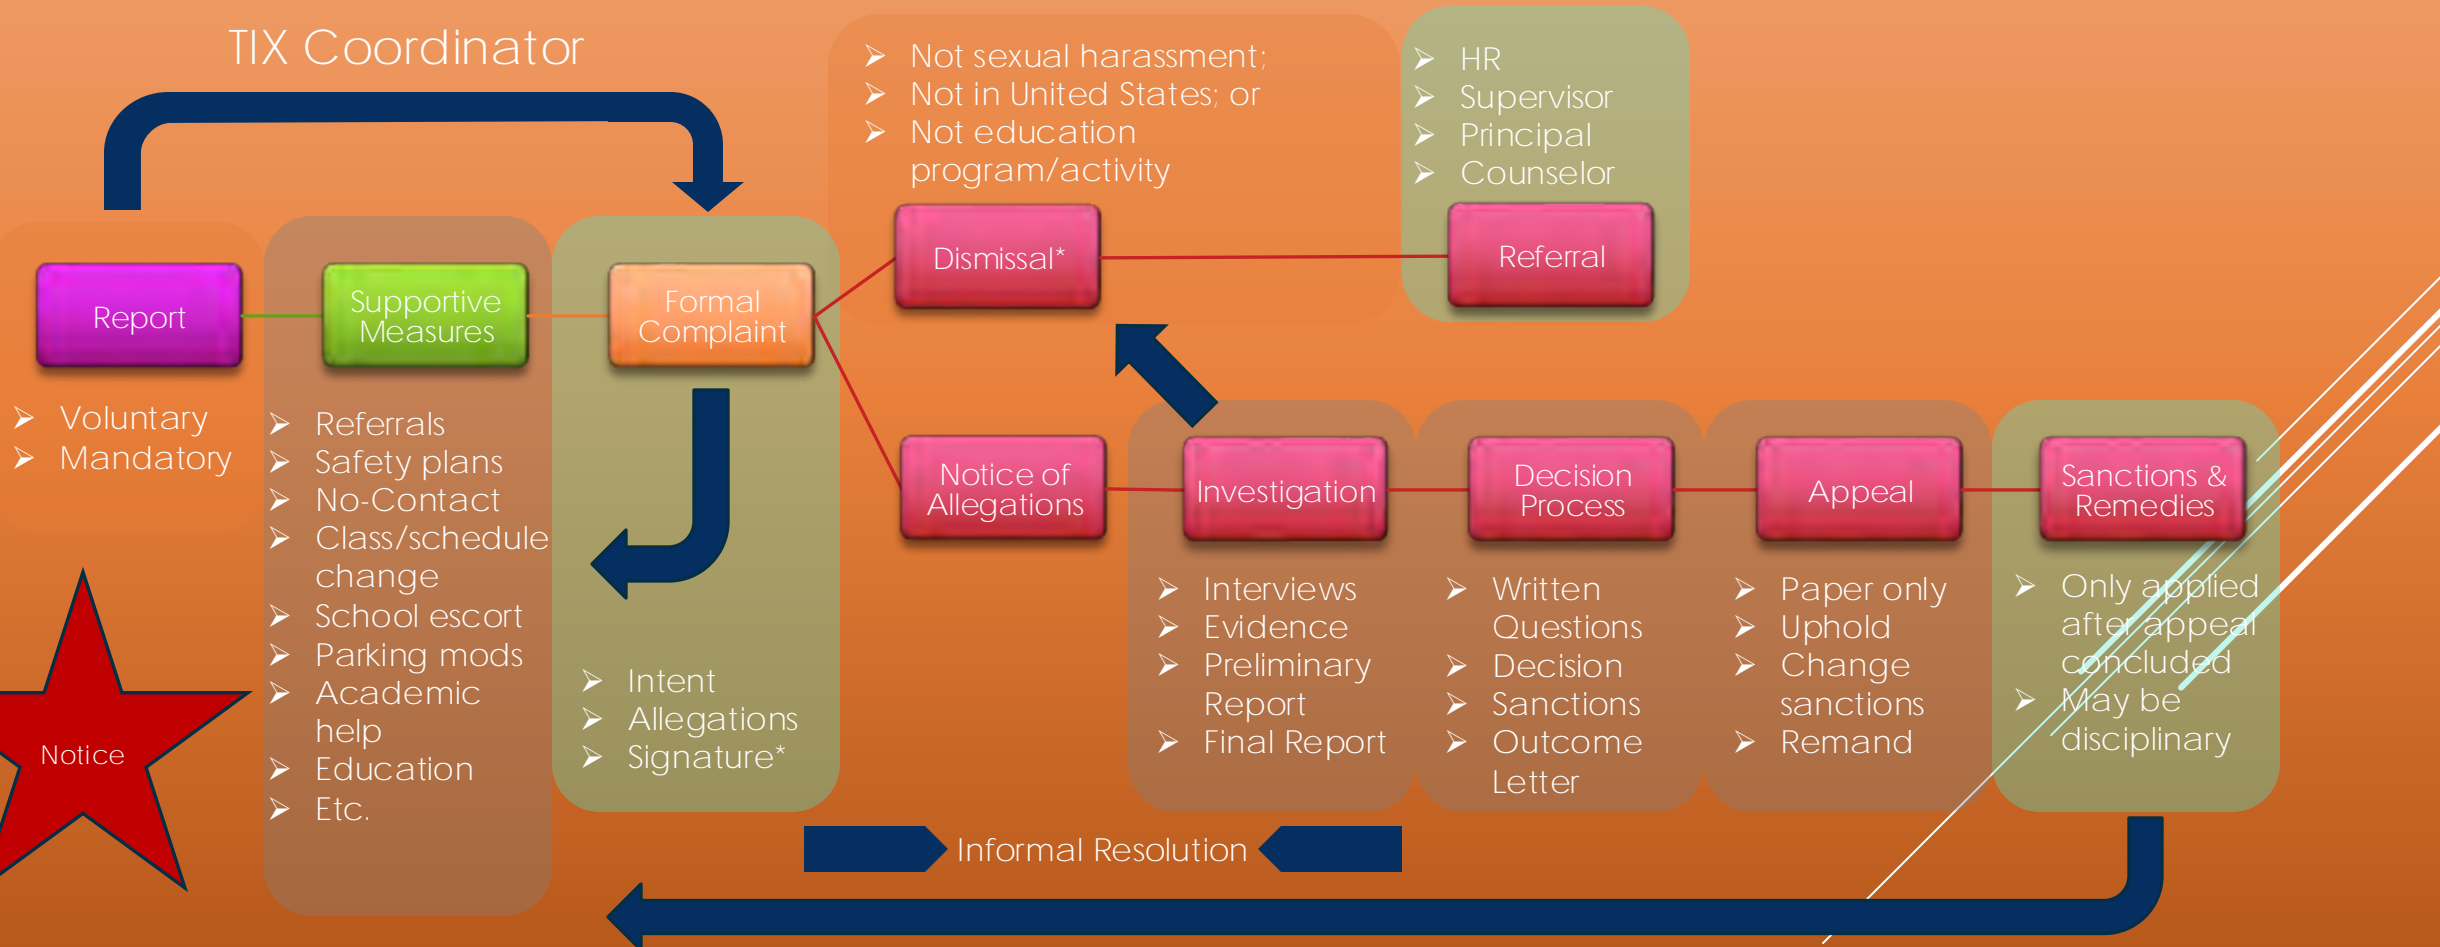 TIX Coordinator
Not sexual harassment;
Not in United States; or
Not education
program/activity
HR
Supervisor
Principal
Counselor
Dismissal*
Referral
Report
Supportive
Measures
Formal
Complaint
Voluntary
Mandatory
Referrals
Safety plans
No-Contact
Class/schedule
change
School escort
Parking mods
Academic
help
Education
Etc.
Intent
Allegations
Signature*
Notice of
Allegations
Investigation
Decision
Process
Appeal
Sanctions &
Remedies
Interviews
Evidence
Preliminary
Report
Final Report
Written
Questions
Decision
Sanctions
Outcome
Letter
Paper only
Uphold
Change
sanctions
Remand
Only applied
after appeal
concluded
May be
disciplinary
Notice
Informal Resolution